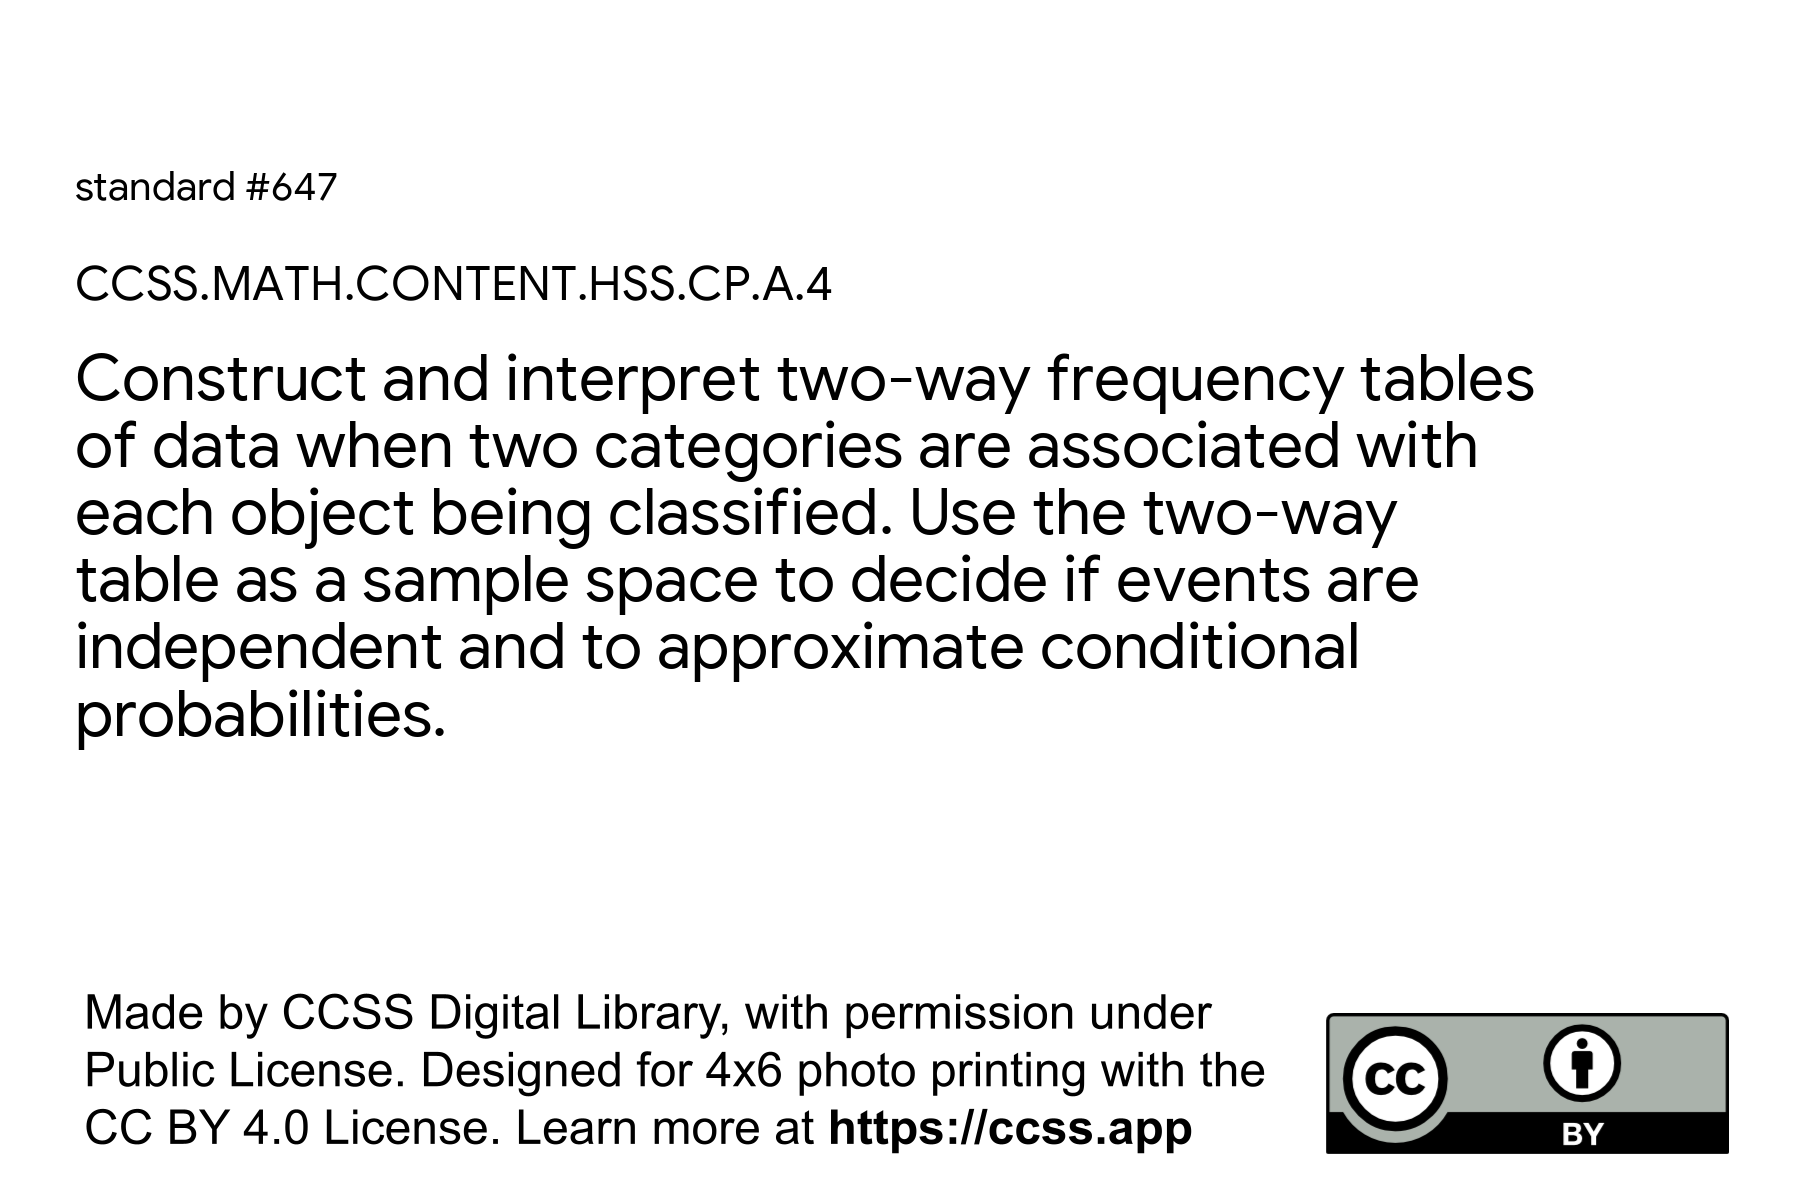 standard #647
CCSS.MATH.CONTENT.HSS.CP.A.4
Construct and interpret two-way frequency tables
of data when two categories are associated with
each object being classified. Use the two-way
table as a sample space to decide if events are
independent and to approximate conditional
probabilities.
Made by CCSS Digital Library, with permission under
Public License. Designed for 4x6 photo printing with the
CC BY 4.0 License. Learn more at https://ccss.app
CC
BY